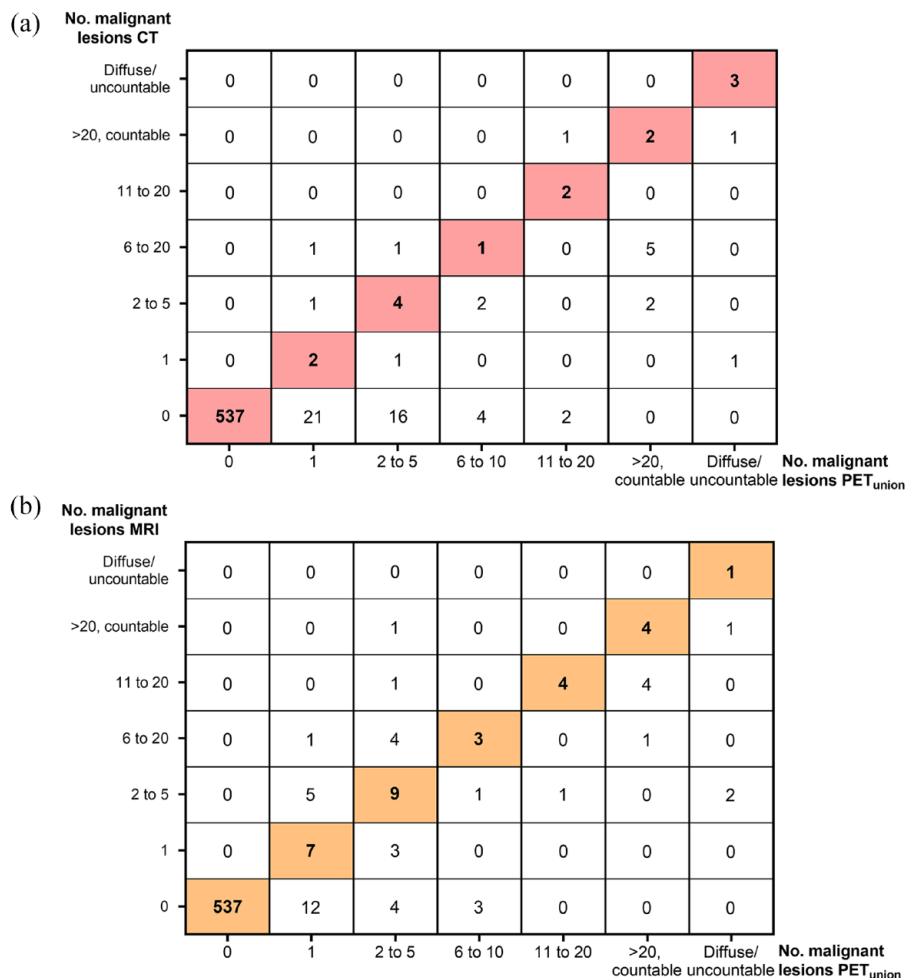 (a)
No. malignant
lesions CT
Diffuse/
uncountable
0 0 0 0 0 0 3
>20, countable
0 0 0 0 1 2 1
11 to 20
0 0 0 0 2 0 0
6 to 20
0 1 1 1 0 5 0
2 to 5
0 1 4 2 0 2 0
1
0 2 1 0 0 0 1
0
537 21 16 4 2 0 0
0 1 2 to 5 6 to 10 11 to 20 >20, Diffuse/ No. malignant
countable uncountable lesions PETunion
(b)
No. malignant
lesions MRI
Diffuse/
uncountable
0 0 0 0 0 0 1
>20, countable
0 0 1 0 0 4 1
11 to 20
0 0 1 0 4 4 0
6 to 20
0 1 4 3 0 1 0
2 to 5
0 5 9 1 1 0 2
1
0 7 3 0 0 0 0
0
537 12 4 3 0 0 0
0 1 2 to 5 6 to 10 11 to 20 >20, Diffuse/ No. malignant
countable uncountable lesions PETunion